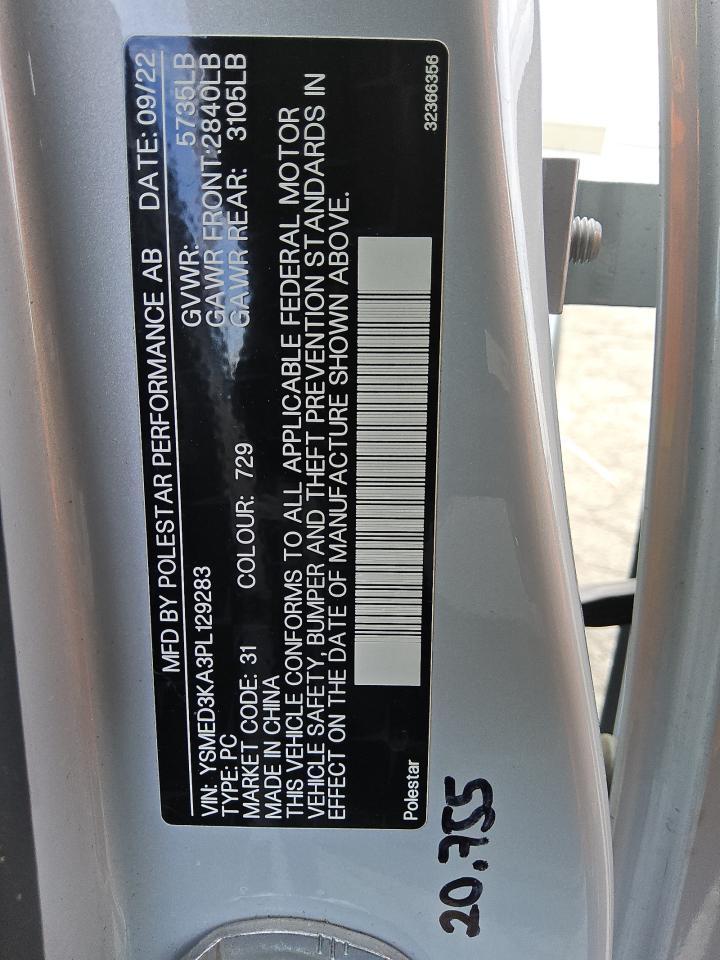 MFD BY POLESTAR PERFORMANCE AB DATE: 09/22
GVWR: 5735LB
GAWR FRONT: 2840LB
GAWR REAR: 3105LB
VIN: YSMED3KA3PL129283
TYPE: PC
MARKET CODE: 31 COLOUR: 729
MADE IN CHINA
THIS VEHICLE CONFORMS TO ALL APPLICABLE FEDERAL MOTOR
VEHICLE SAFETY, BUMPER AND THEFT PREVENTION STANDARDS IN
EFFECT ON THE DATE OF MANUFACTURE SHOWN ABOVE.
Polestar 32366356
20.755